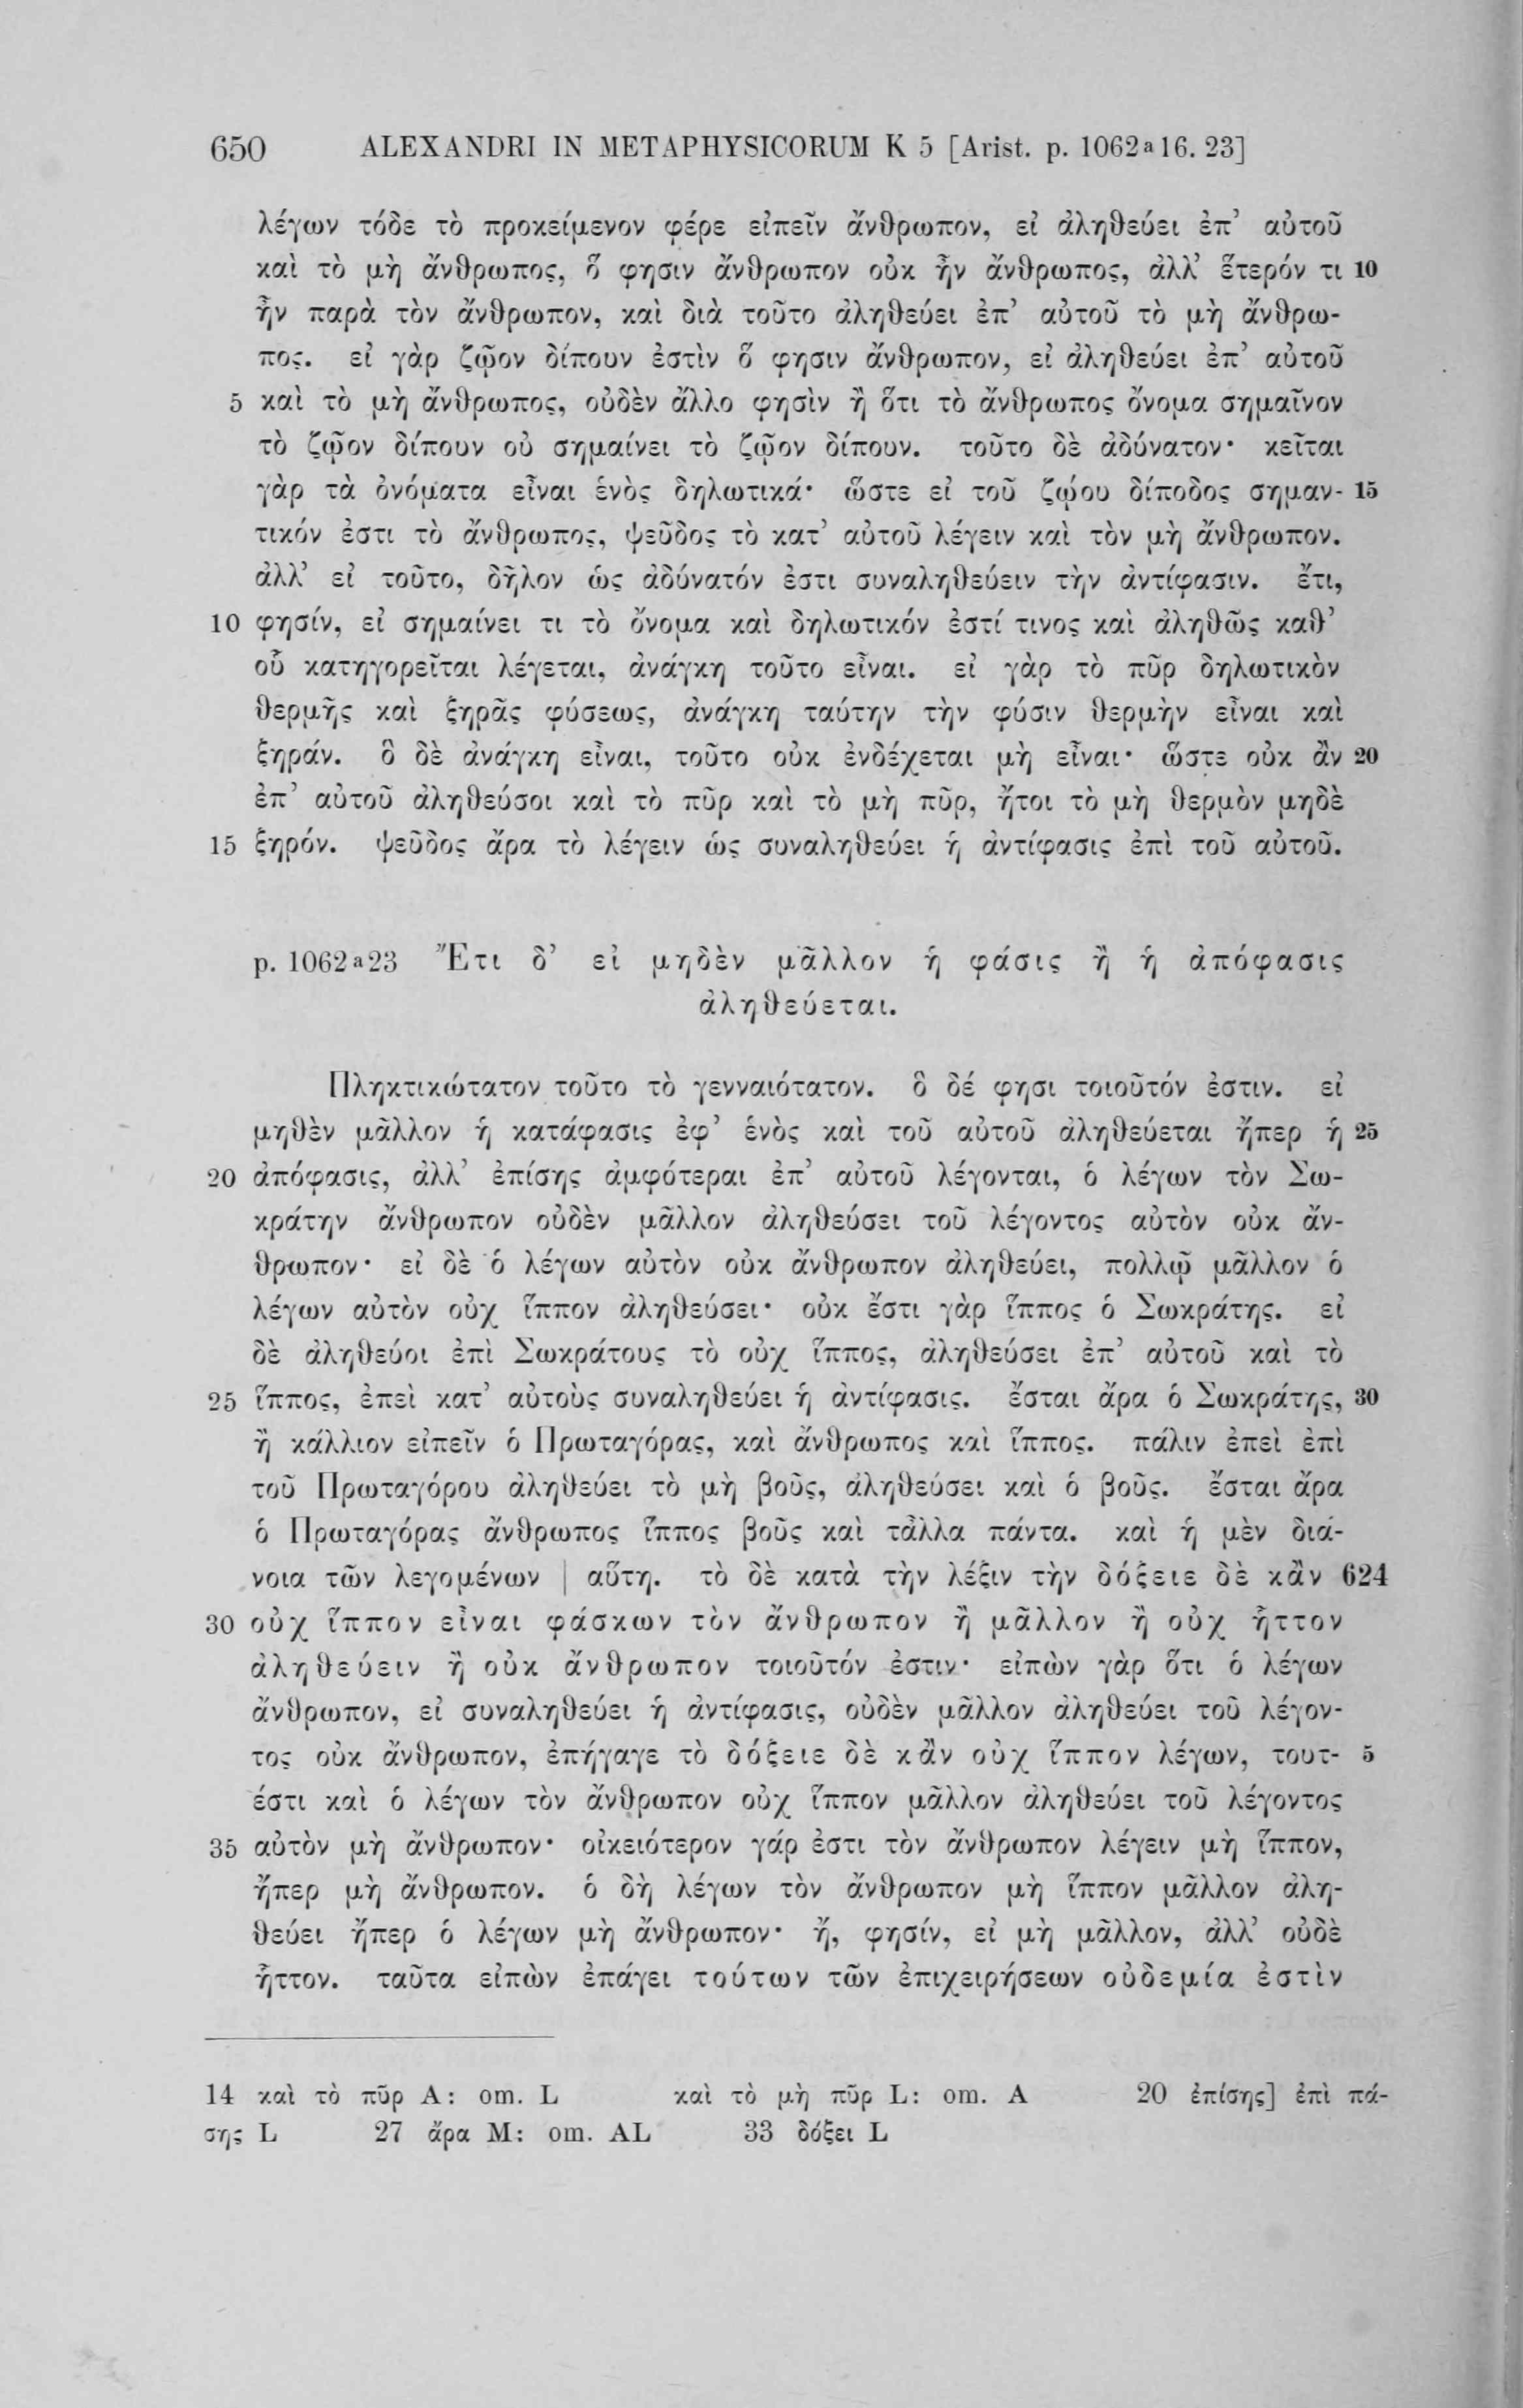 650 ALEXANDRI IN METAPHYSICORUM K 5 [Arist. p. 1062ª16. 23]
λέγων τόδε τὸ προκείμενον φέρε εἰπεῖν ἄνθρωπον, εἰ ἀληθεύει ἐπ’ αὐτοῦ
καὶ τὸ μὴ ἄνθρωπος, ὅ φησιν ἄνθρωπον οὐκ ἦν ἄνθρωπος, ἀλλ’ ἕτερόν τι 10
ἦν παρὰ τὸν ἄνθρωπον, καὶ διὰ τοῦτο ἀληθεύει ἐπ’ αὐτοῦ τὸ μὴ ἄνθρω-
πος. εἰ γὰρ ζῷον δίπουν ἐστὶν ὅ φησιν ἄνθρωπον, εἰ ἀληθεύει ἐπ’ αὐτοῦ
5 καὶ τὸ μὴ ἄνθρωπος, οὐδὲν ἄλλο φησὶν ἢ ὅτι τὸ ἄνθρωπος ὄνομα σημαῖνον
τὸ ζῷον δίπουν οὐ σημαίνει τὸ ζῷον δίπουν. τοῦτο δὲ ἀδύνατον· κεῖται
γὰρ τὰ ὀνόματα εἶναι ἑνὸς δηλωτικά· ὥστε εἰ τοῦ ζῴου δίποδος σημαν- 15
τικόν ἐστι τὸ ἄνθρωπος, ψεῦδος τὸ κατ’ αὐτοῦ λέγειν καὶ τὸν μὴ ἄνθρωπον.
ἀλλ’ εἰ τοῦτο, δῆλον ὡς ἀδύνατόν ἐστι συναληθεύειν τὴν ἀντίφασιν. ἔτι,
10 φησίν, εἰ σημαίνει τι τὸ ὄνομα καὶ δηλωτικόν ἐστί τινος καὶ ἀληθῶς καθ’
οὗ κατηγορεῖται λέγεται, ἀνάγκη τοῦτο εἶναι. εἰ γὰρ τὸ πῦρ δηλωτικὸν
θερμῆς καὶ ξηρᾶς φύσεως, ἀνάγκη ταύτην τὴν φύσιν θερμὴν εἶναι καὶ
ξηράν. ὃ δὲ ἀνάγκη εἶναι, τοῦτο οὐκ ἐνδέχεται μὴ εἶναι· ὥστε οὐκ ἂν 20
ἐπ’ αὐτοῦ ἀληθεύσοι καὶ τὸ πῦρ καὶ τὸ μὴ πῦρ, ἤτοι τὸ μὴ θερμὸν μηδὲ
15 ξηρόν. ψεῦδος ἄρα τὸ λέγειν ὡς συναληθεύει ἡ ἀντίφασις ἐπὶ τοῦ αὐτοῦ.
p. 1062ª23 Ἔτι δ’ εἰ μηδὲν μᾶλλον ἡ φάσις ἢ ἡ ἀπόφασις
ἀληθεύεται.
Πληκτικώτατον τοῦτο τὸ γενναιότατον. ὃ δέ φησι τοιοῦτόν ἐστιν. εἰ
μηθὲν μᾶλλον ἡ κατάφασις ἐφ’ ἑνὸς καὶ τοῦ αὐτοῦ ἀληθεύεται ἤπερ ἡ 25
20 ἀπόφασις, ἀλλ’ ἐπίσης ἀμφότεραι ἐπ’ αὐτοῦ λέγονται, ὁ λέγων τὸν Σω-
κράτην ἄνθρωπον οὐδὲν μᾶλλον ἀληθεύσει τοῦ λέγοντος αὐτὸν οὐκ ἄν-
θρωπον· εἰ δὲ ὁ λέγων αὐτὸν οὐκ ἄνθρωπον ἀληθεύει, πολλῷ μᾶλλον ὁ
λέγων αὐτὸν οὐχ ἵππον ἀληθεύσει· οὐκ ἔστι γὰρ ἵππος ὁ Σωκράτης. εἰ
δὲ ἀληθεύοι ἐπὶ Σωκράτους τὸ οὐχ ἵππος, ἀληθεύσει ἐπ’ αὐτοῦ καὶ τὸ
25 ἵππος, ἐπεὶ κατ’ αὐτοὺς συναληθεύει ἡ ἀντίφασις. ἔσται ἄρα ὁ Σωκράτης, 30
ἢ κάλλιον εἰπεῖν ὁ Πρωταγόρας, καὶ ἄνθρωπος καὶ ἵππος. πάλιν ἐπεὶ ἐπὶ
τοῦ Πρωταγόρου ἀληθεύει τὸ μὴ βοῦς, ἀληθεύσει καὶ ὁ βοῦς. ἔσται ἄρα
ὁ Πρωταγόρας ἄνθρωπος ἵππος βοῦς καὶ τἆλλα πάντα. καὶ ἡ μὲν διά-
νοια τῶν λεγομένων | αὕτη. τὸ δὲ κατὰ τὴν λέξιν τὴν δόξειε δὲ κἂν 624
30 οὐχ ἵππον εἶναι φάσκων τὸν ἄνθρωπον ἢ μᾶλλον ἢ οὐχ ἧττον
ἀληθεύειν ἢ οὐκ ἄνθρωπον τοιοῦτόν ἐστιν· εἰπὼν γὰρ ὅτι ὁ λέγων
ἄνθρωπον, εἰ συναληθεύει ἡ ἀντίφασις, οὐδὲν μᾶλλον ἀληθεύει τοῦ λέγον-
τος οὐκ ἄνθρωπον, ἐπήγαγε τὸ δόξειε δὲ κἂν οὐχ ἵππον λέγων, τουτ- 5
έστι καὶ ὁ λέγων τὸν ἄνθρωπον οὐχ ἵππον μᾶλλον ἀληθεύει τοῦ λέγοντος
35 αὐτὸν μὴ ἄνθρωπον· οἰκειότερον γάρ ἐστι τὸν ἄνθρωπον λέγειν μὴ ἵππον,
ἤπερ μὴ ἄνθρωπον. ὁ δὴ λέγων τὸν ἄνθρωπον μὴ ἵππον μᾶλλον ἀλη-
θεύει ἤπερ ὁ λέγων μὴ ἄνθρωπον· ἤ, φησίν, εἰ μὴ μᾶλλον, ἀλλ’ οὐδὲ
ἧττον. ταῦτα εἰπὼν ἐπάγει τούτων τῶν ἐπιχειρήσεων οὐδεμία ἐστὶν
14 καὶ τὸ πῦρ A: om. L καὶ τὸ μὴ πῦρ L: om. A 20 ἐπίσης] ἐπὶ πά-
σης L 27 ἄρα M: om. AL 33 δόξει L